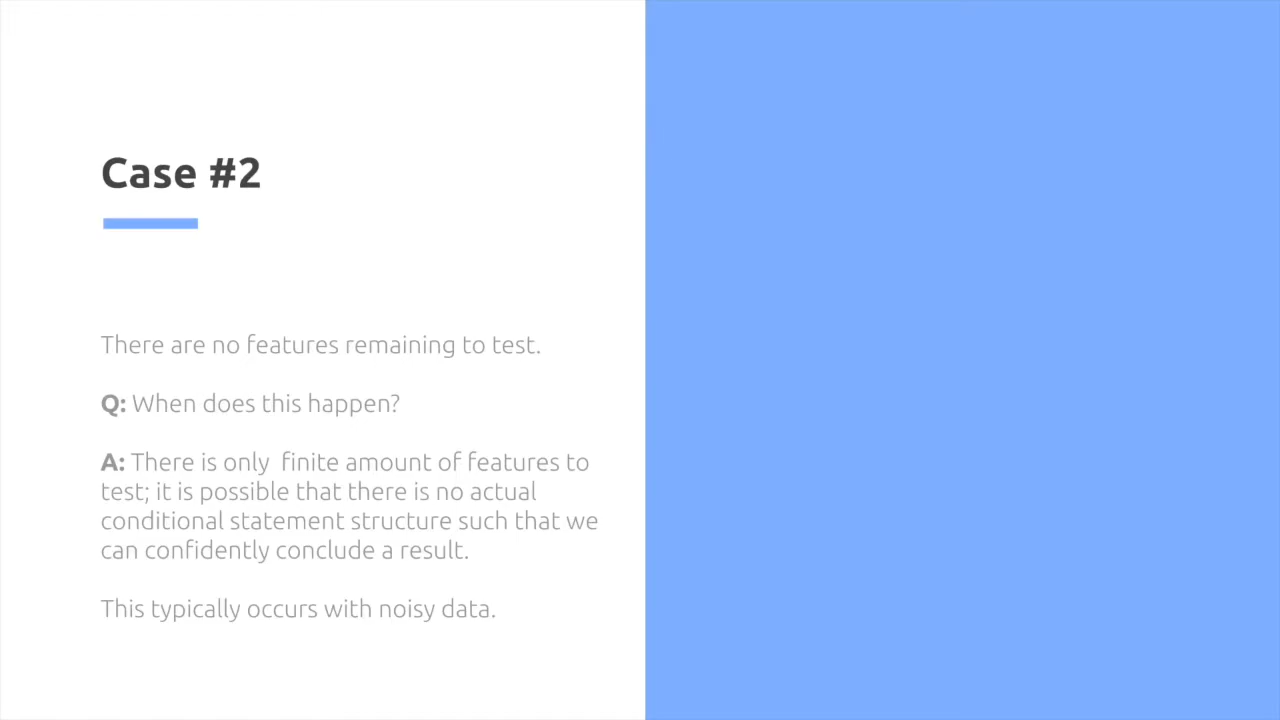 Case #2
There are no features remaining to test.
Q: When does this happen?
A: There is only  finite amount of features to
test; it is possible that there is no actual
conditional statement structure such that we
can confidently conclude a result.
This typically occurs with noisy data.